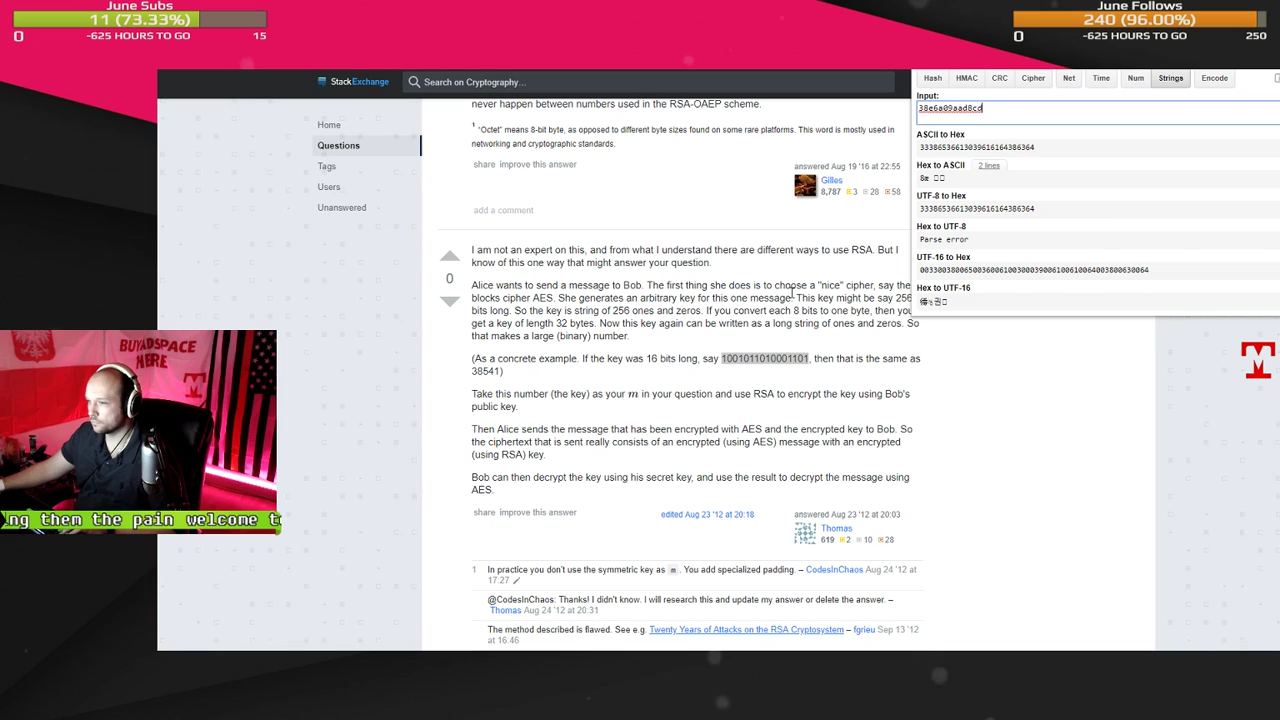 June Subs
11 (73.33%)
0
-625 HOURS TO GO
15
June Follows
240 (96.00%)
0
-625 HOURS TO GO
250
StackExchange
Search on Cryptography...
Home
Questions
Tags
Users
Unanswered
never happen between numbers used in the RSA-OAEP scheme.
1 "Octet" means 8-bit byte, as opposed to different byte sizes found on some rare platforms. This word is mostly used in
networking and cryptographic standards.
share improve this answer
answered Aug 19 '16 at 22:55
Gilles
8,787 3 28 58
add a comment
0
I am not an expert on this, and from what I understand there are different ways to use RSA. But I
know of this one way that might answer your question.
Alice wants to send a message to Bob. The first thing she does is to choose a "nice" cipher, say the
blocks cipher AES. She generates an arbitrary key for this one message. This key might be say 256
bits long. So the key is string of 256 ones and zeros. If you convert each 8 bits to one byte, then you
get a key of length 32 bytes. Now this key again can be written as a long string of ones and zeros. So
that makes a large (binary) number.
(As a concrete example. If the key was 16 bits long, say 1001011010001101, then that is the same as
38541)
Take this number (the key) as your m in your question and use RSA to encrypt the key using Bob's
public key.
Then Alice sends the message that has been encrypted with AES and the encrypted key to Bob. So
the ciphertext that is sent really consists of an encrypted (using AES) message with an encrypted
(using RSA) key.
Bob can then decrypt the key using his secret key, and use the result to decrypt the message using
AES.
share improve this answer
edited Aug 23 '12 at 20:18
answered Aug 23 '12 at 20:03
Thomas
619 2 10 28
1 In practice you don't use the symmetric key as m . You add specialized padding. – CodesInChaos Aug 24 '12 at
17:27
@CodesInChaos: Thanks! I didn't know. I will research this and update my answer or delete the answer. –
Thomas Aug 24 '12 at 20:31
The method described is flawed. See e.g. Twenty Years of Attacks on the RSA Cryptosystem – fgrieu Sep 13 '12
at 16:46
Hash HMAC CRC Cipher Net Time Num Strings Encode
Input:
38e6a09aad8cd
ASCII to Hex
33386536613039616164386364
Hex to ASCII 2 lines
UTF-8 to Hex
33386536613039616164386364
Hex to UTF-8
Parse error
UTF-16 to Hex
0033003800650036006100300039006100610064003800630064
Hex to UTF-16
ng them the pain welcome to